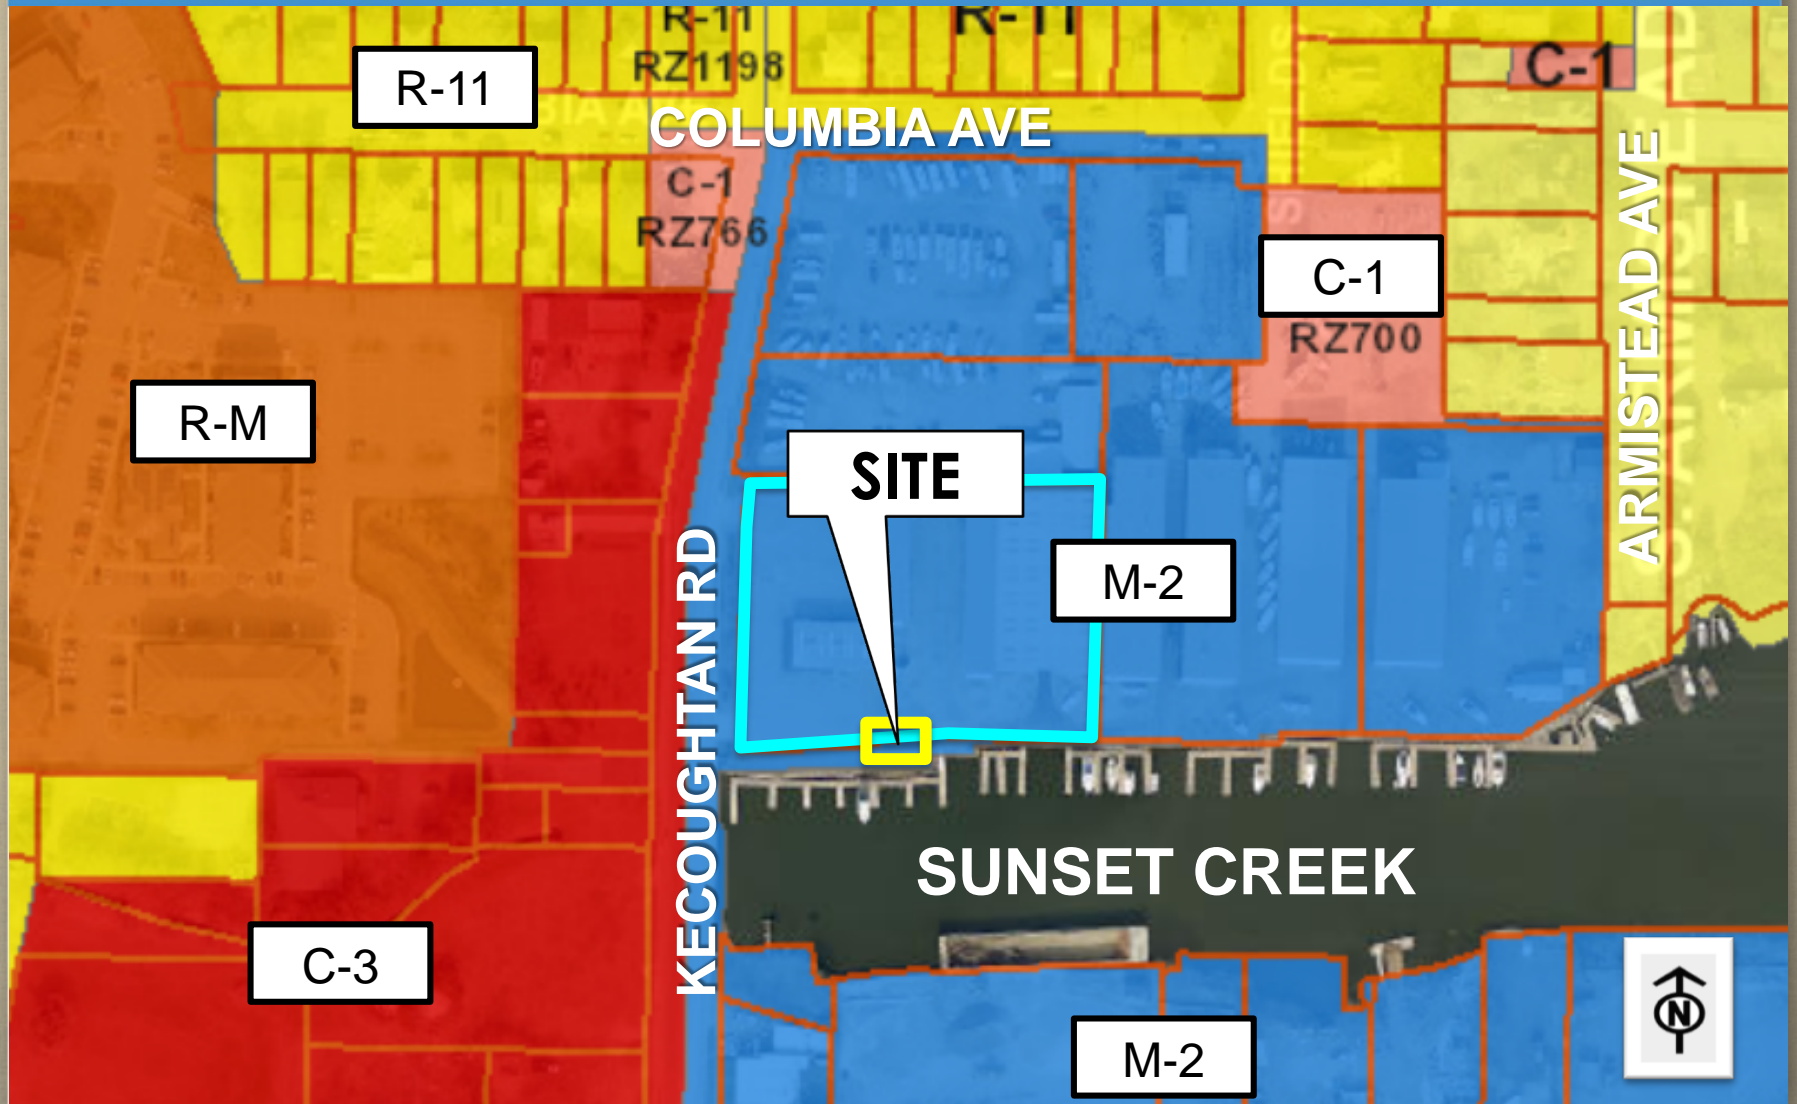 R-11
RZ1198
R-11
C-1
R-11
COLUMBIA AVE
C-1
RZ766
C-1
RZ700
ARMISTEAD AVE
R-M
SITE
M-2
KECOUGHTAN RD
SUNSET CREEK
C-3
M-2
N